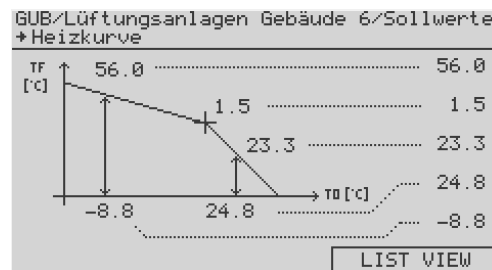 GUB/Lüftungsanlagen Gebäude 6/Sollwerte
→Heizkurve
TF
[°C]
56.0
56.0
1.5
1.5
23.3
23.3
24.8
TO [°C]
-8.8
24.8
-8.8
LIST VIEW